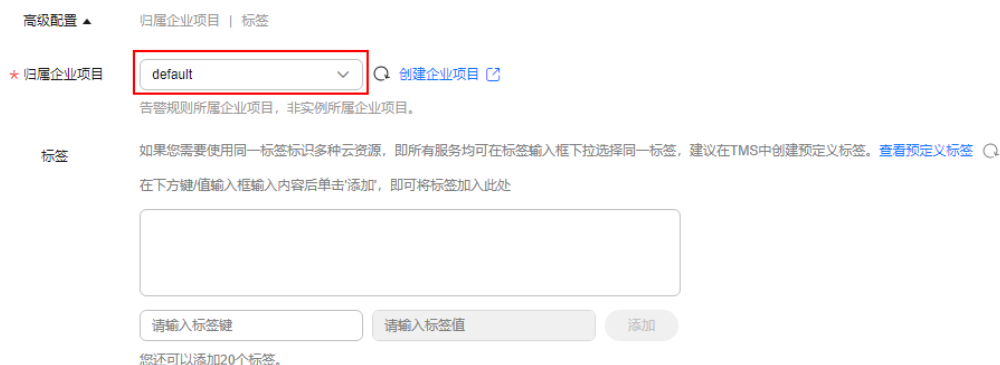 高级配置 ▲ 归属企业项目 | 标签
* 归属企业项目 default 创建企业项目
告警规则所属企业项目，非实例所属企业项目。
标签 如果您需要使用同一标签标识多种云资源，即所有服务均可在标签输入框下拉选择同一标签，建议在TMS中创建预定义标签。查看预定义标签
在下方键/值输入框输入内容后单击'添加'，即可将标签加入此处
请输入标签键 请输入标签值 添加
您还可以添加20个标签。